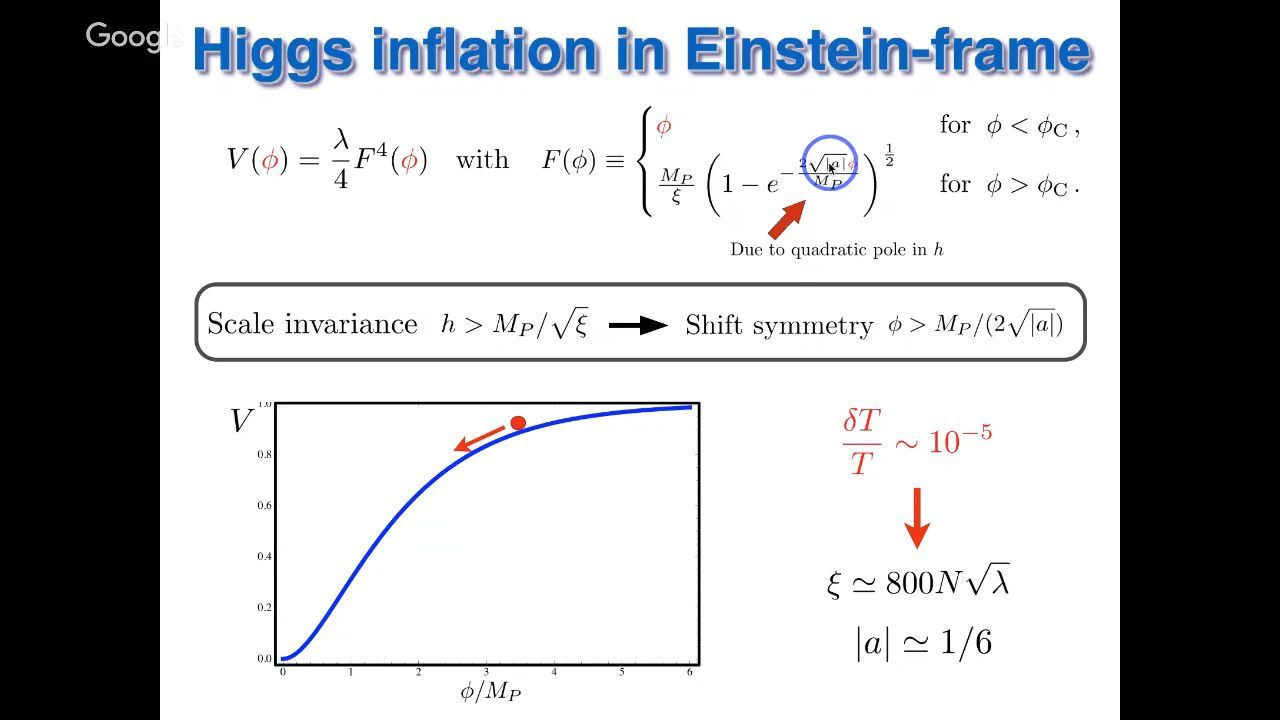 Google
Higgs inflation in Einstein-frame
V(ϕ) = λ/4 F⁴(ϕ) with F(ϕ) ≡ { ϕ for ϕ < ϕ_C ,
M_P/ξ (1 − e^{−2√|a|ϕ/M_P})^{1/2} for ϕ > ϕ_C .
Due to quadratic pole in h
Scale invariance h > M_P/√ξ → Shift symmetry ϕ > M_P/(2√|a|)
V
1.0
0.8
0.6
0.4
0.2
0.0
0 1 2 3 4 5 6
ϕ/M_P
δT/T ∼ 10⁻⁵
ξ ≃ 800N√λ
|a| ≃ 1/6